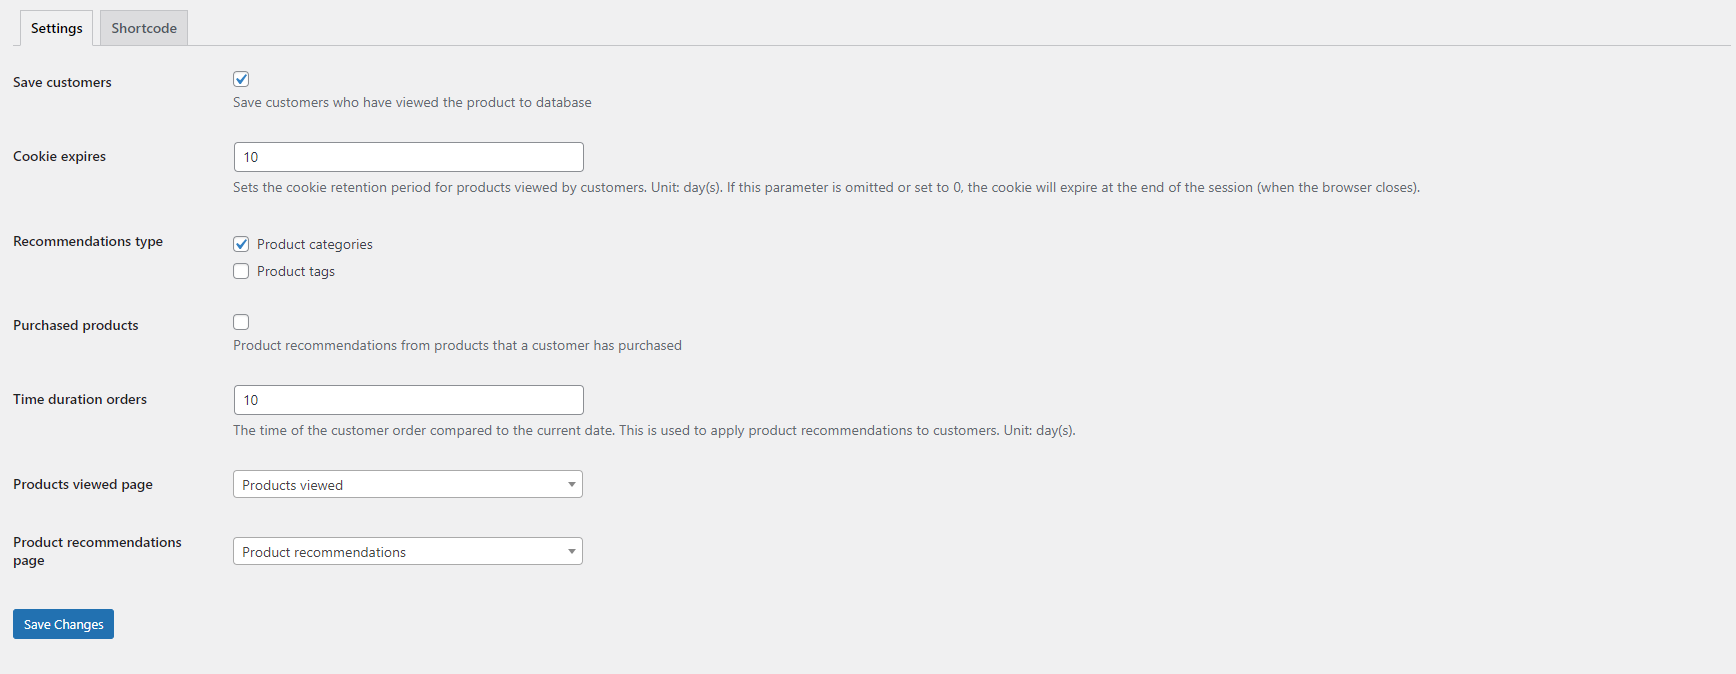 Settings
Shortcode
Save customers
Save customers who have viewed the product to database
Cookie expires
10
Sets the cookie retention period for products viewed by customers. Unit: day(s). If this parameter is omitted or set to 0, the cookie will expire at the end of the session (when the browser closes).
Recommendations type
Product categories
Product tags
Purchased products
Product recommendations from products that a customer has purchased
Time duration orders
10
The time of the customer order compared to the current date. This is used to apply product recommendations to customers. Unit: day(s).
Products viewed page
Products viewed
Product recommendations
page
Product recommendations
Save Changes